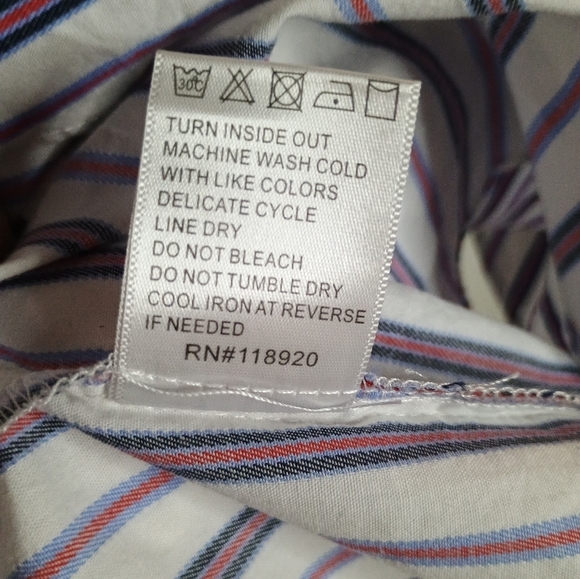 30C
TURN INSIDE OUT
MACHINE WASH COLD
WITH LIKE COLORS
DELICATE CYCLE
LINE DRY
DO NOT BLEACH
DO NOT TUMBLE DRY
COOL IRON AT REVERSE
IF NEEDED
RN#118920